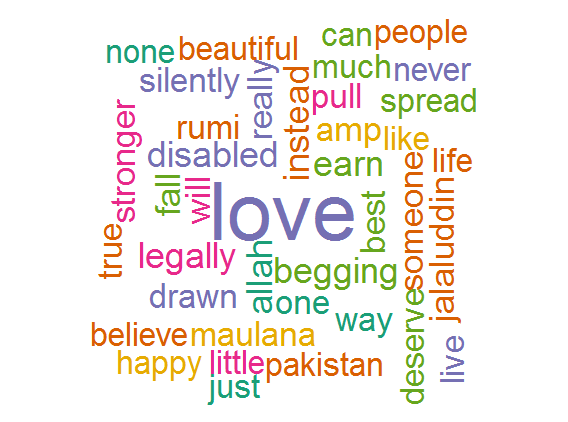 can people
none beautiful
much never
silently
really
instead
pull
spread
stronger
rumi
amp like
disabled
earn
life
fall
will
love
best
someone
jalaluddin
true
legally
allah
begging
drawn
one
way
deserve
believe maulana
live
happy
little pakistan
just